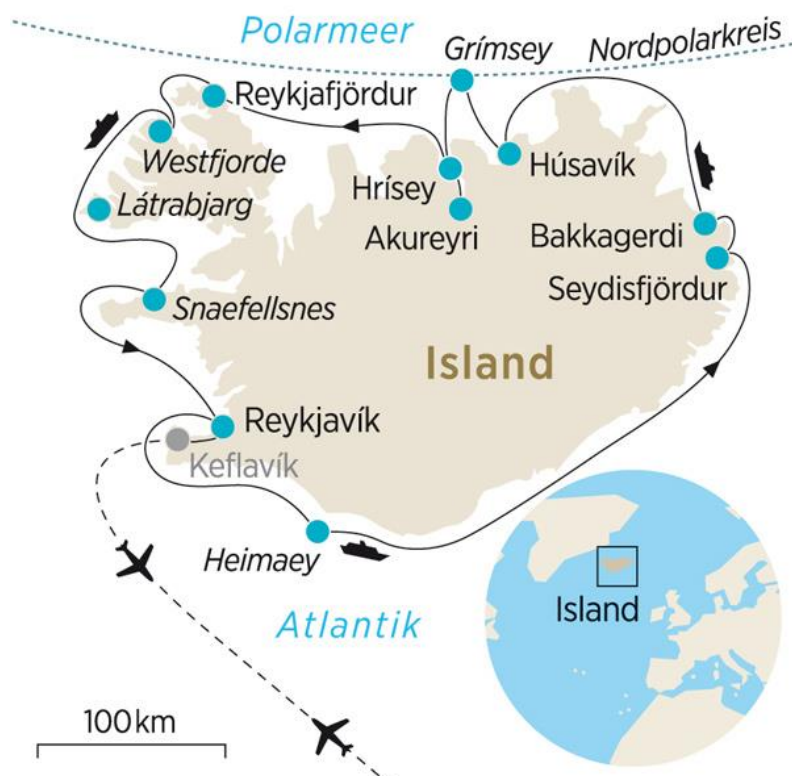 Polarmeer
Grímsey
Nordpolarkreis
Reykjafjördur
Westfjorde
Hrísey
Húsavík
Látrabjarg
Akureyri
Bakkagerdi
Seydisfjördur
Snaefellsnes
Island
Reykjavík
Keflavík
Heimaey
Atlantik
Island
100 km